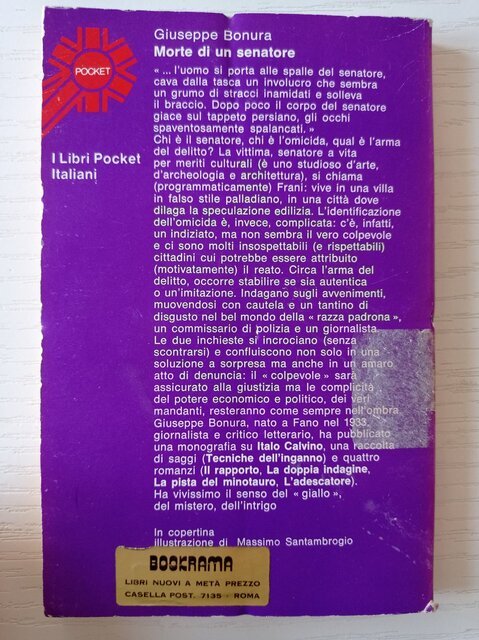 POCKET
I Libri Pocket
Italiani
Giuseppe Bonura
Morte di un senatore
« ... l'uomo si porta alle spalle del senatore,
cava dalla tasca un involucro che sembra
un grumo di stracci inamidati e solleva
il braccio. Dopo poco il corpo del senatore
giace sul tappeto persiano, gli occhi
spaventosamente spalancati. »
Chi è il senatore, chi è l'omicida, qual è l'arma
del delitto? La vittima, senatore a vita
per meriti culturali (è uno studioso d'arte,
d'archeologia e architettura), si chiama
(programmaticamente) Frani: vive in una villa
in falso stile palladiano, in una città dove
dilaga la speculazione edilizia. L'identificazione
dell'omicida è, invece, complicata: c'è, infatti,
un indiziato, ma non sembra il vero colpevole
e ci sono molti insospettabili (e rispettabili)
cittadini cui potrebbe essere attribuito
(motivatamente) il reato. Circa l'arma del
delitto, occorre stabilire se sia autentica
o un'imitazione. Indagano sugli avvenimenti,
muovendosi con cautela e un tantino di
disgusto nel bel mondo della « razza padrona »,
un commissario di polizia e un giornalista.
Le due inchieste si incrociano (senza
scontrarsi) e confluiscono non solo in una
soluzione a sorpresa ma anche in un amaro
atto di denuncia: il « colpevole » sarà
assicurato alla giustizia ma le complicità
del potere economico e politico, dei veri
mandanti, resteranno come sempre nell'ombra.
Giuseppe Bonura, nato a Fano nel 1933,
giornalista e critico letterario, ha pubblicato
una monografia su Italo Calvino, una raccolta
di saggi (Tecniche dell'inganno) e quattro
romanzi (Il rapporto, La doppia indagine,
La pista del minotauro, L'adescatore).
Ha vivissimo il senso del « giallo »,
del mistero, dell'intrigo
In copertina
illustrazione di Massimo Santambrogio
BOOKRAMA
LIBRI NUOVI A METÀ PREZZO
CASELLA POST. 7135 - ROMA